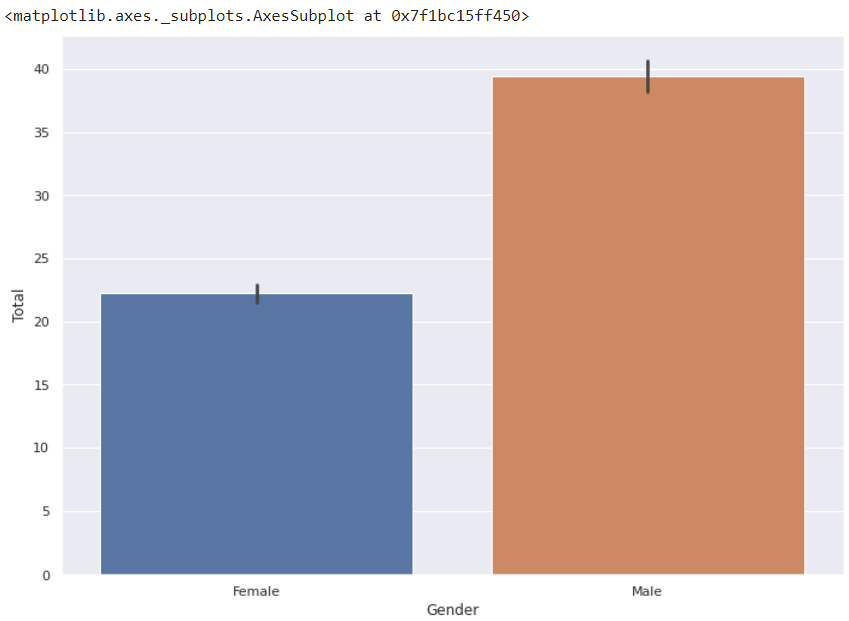 <matplotlib.axes._subplots.AxesSubplot at 0x7f1bc15ff450>
40
35
30
25
20
15
10
5
0
Total
Female
Male
Gender